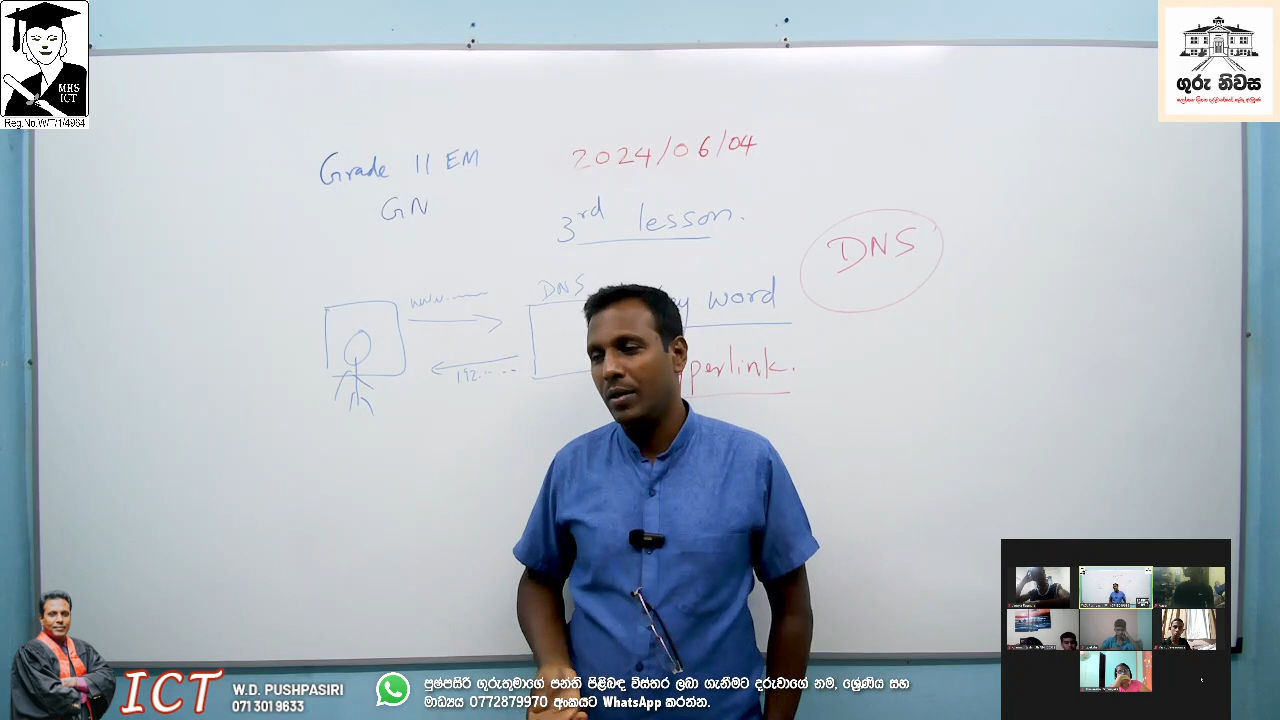 MHS
ICT
Reg.No.W/T1/4964
ගුරු නිවස
Grade 11 EM
GN
2024/06/04
3rd lesson.
DNS
DNS
www.
word
192.
perlink.
ICT
W.D. PUSHPASIRI
071 301 9633
පුෂ්පසිරි ගුරුතුමාගේ පන්ති පිළිබඳ විස්තර ලබා ගැනීමට දරුවාගේ නම, ශ්‍රේණිය සහ
මාධ්‍යය 0772879970 අංකයට WhatsApp කරන්න.